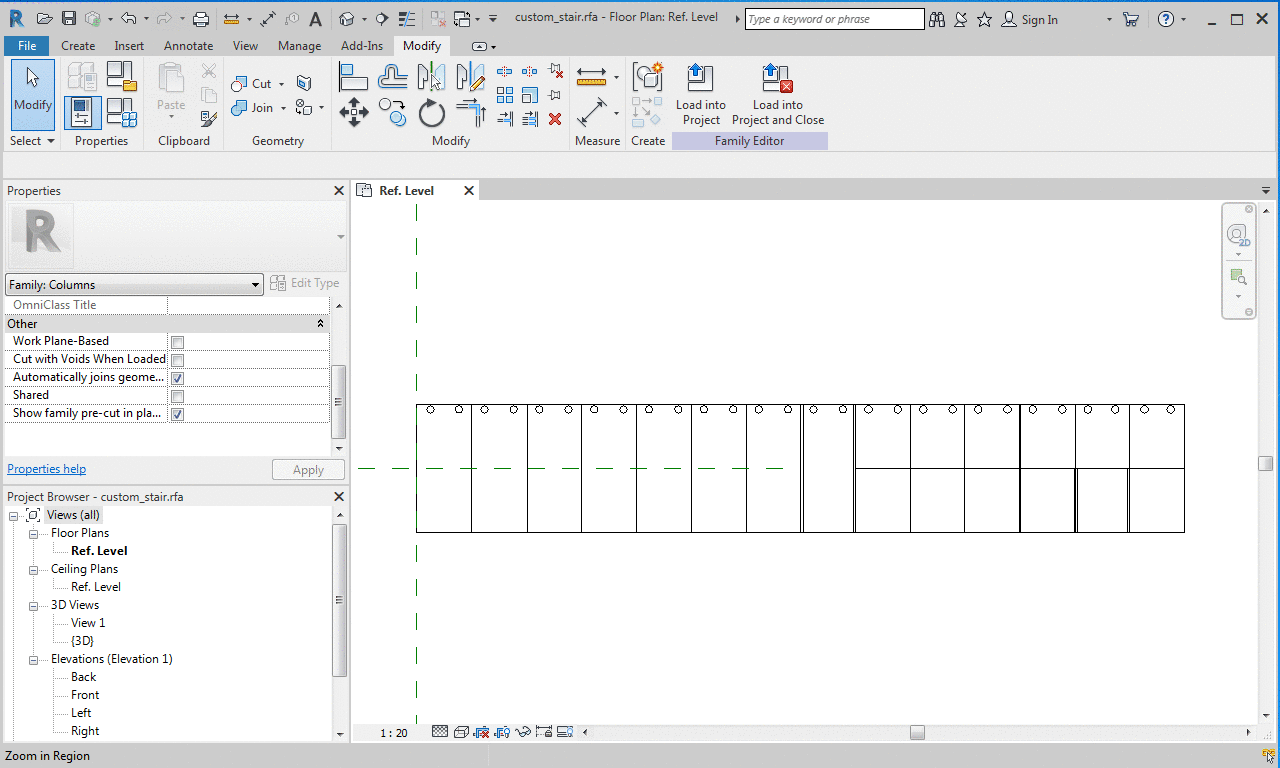 custom_stair.rfa - Floor Plan: Ref. Level
Type a keyword or phrase
Sign In
File
Create
Insert
Annotate
View
Manage
Add-Ins
Modify
Modify
Paste
Cut
Join
Load into
Project
Load into
Project and Close
Select
Properties
Clipboard
Geometry
Modify
Measure
Create
Family Editor
Properties
R
Family: Columns
Edit Type
OmniClass Title
Other
Work Plane-Based
Cut with Voids When Loaded
Automatically joins geome...
Shared
Show family pre-cut in pla...
Properties help
Apply
Project Browser - custom_stair.rfa
Views (all)
Floor Plans
Ref. Level
Ceiling Plans
Ref. Level
3D Views
View 1
{3D}
Elevations (Elevation 1)
Back
Front
Left
Right
Ref. Level
2D
1 : 20
Zoom in Region